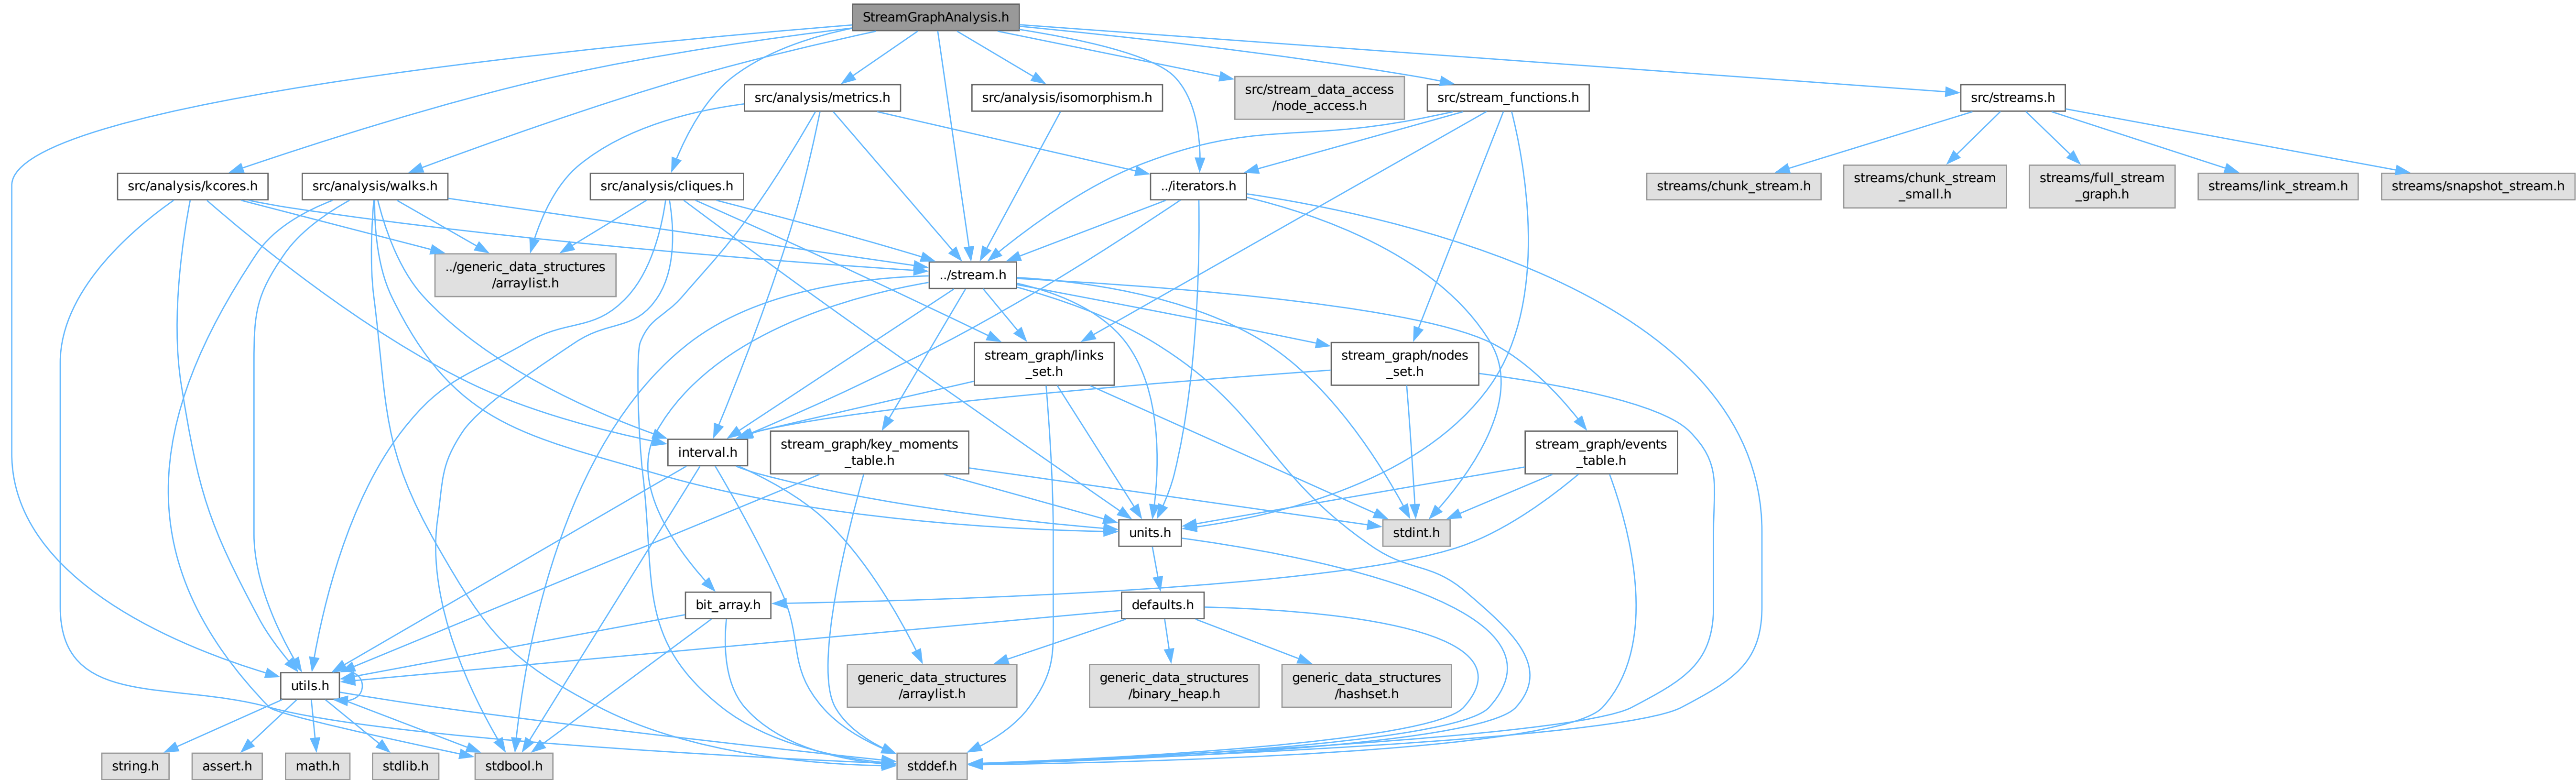 StreamGraphAnalysis.h
src/analysis/metrics.h
src/analysis/isomorphism.h
src/stream_data_access
/node_access.h
src/stream_functions.h
src/streams.h
src/analysis/kcores.h
src/analysis/walks.h
src/analysis/cliques.h
../iterators.h
streams/chunk_stream.h
streams/chunk_stream
_small.h
streams/full_stream
_graph.h
streams/link_stream.h
streams/snapshot_stream.h
../generic_data_structures
/arraylist.h
../stream.h
stream_graph/links
_set.h
stream_graph/nodes
_set.h
interval.h
stream_graph/key_moments
_table.h
stream_graph/events
_table.h
units.h
stdint.h
bit_array.h
defaults.h
utils.h
generic_data_structures
/arraylist.h
generic_data_structures
/binary_heap.h
generic_data_structures
/hashset.h
string.h
assert.h
math.h
stdlib.h
stdbool.h
stddef.h